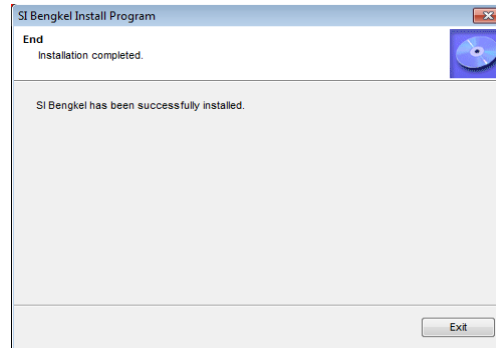 SI Bengkel Install Program
End
Installation completed.
SI Bengkel has been successfully installed.
Exit